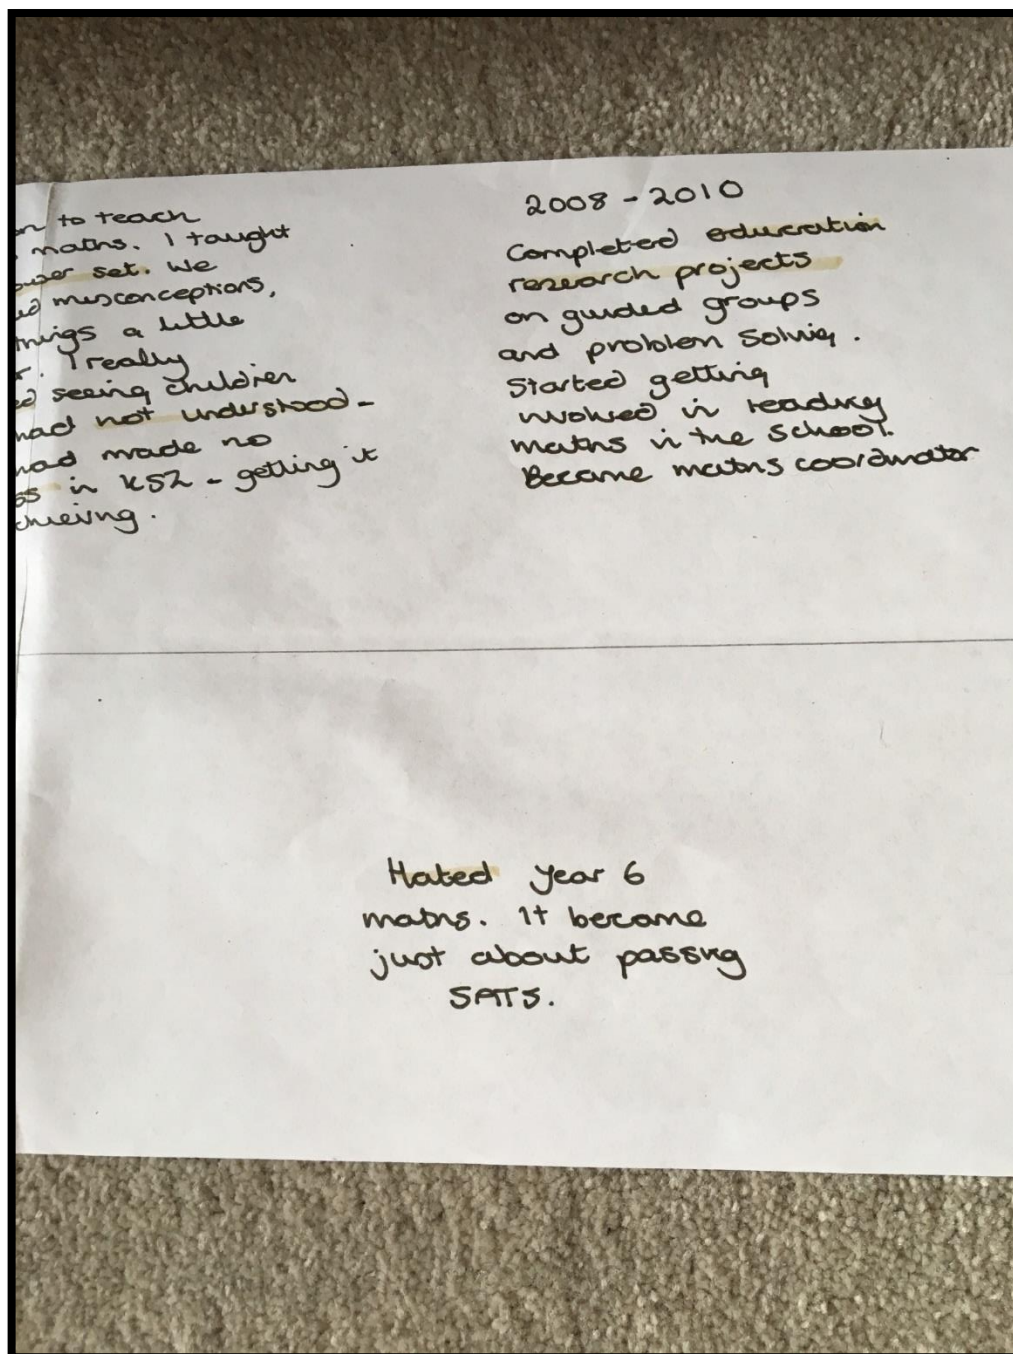 to teach
maths. I taught
set. We
misconceptions,
a little
I really
seeing children
had not understood -
had made no
in KS2 - getting it
2008 - 2010
Completed education
research projects
on guided groups
and problem solving.
Started getting
involved in leading
maths in the school.
Became maths coordinator
Hated year 6
maths. It became
just about passing
SATS.